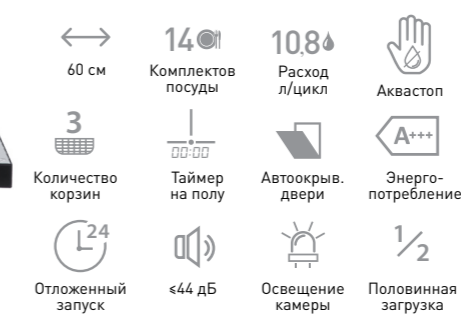 60 см
14
Комплектов
посуды
10,8
Расход
л/цикл
Аквастоп
3
Количество
корзин
00:00
Таймер
на полу
Автоокрыв.
двери
A+++
Энерго-
потребление
24
Отложенный
запуск
≤44 дБ
Освещение
камеры
1/2
Половинная
загрузка